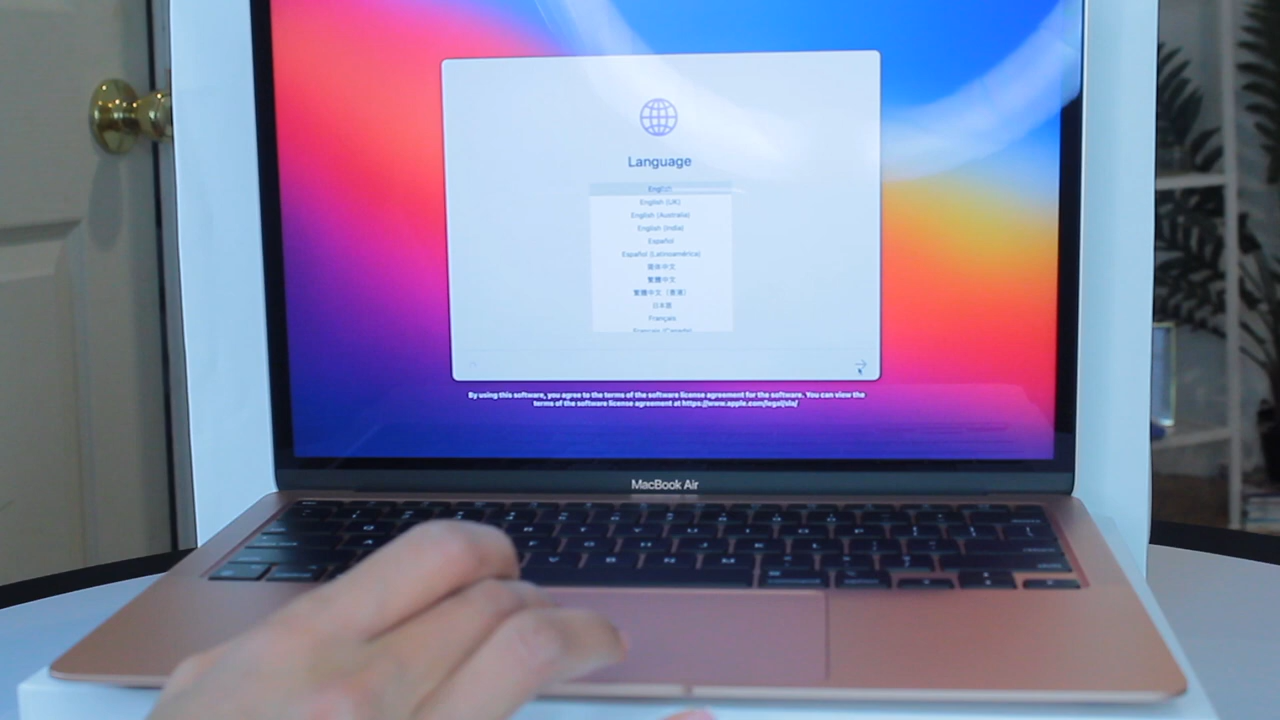 Language
English
English (UK)
English (Australia)
English (India)
Español
Español (Latinoamérica)
简体中文
繁體中文
繁體中文（香港）
日本語
Français
Français (Canada)
By using this software, you agree to the terms of the software license agreement for the software. You can view the
terms of the software license agreement at https://www.apple.com/legal/sla/
MacBook Air